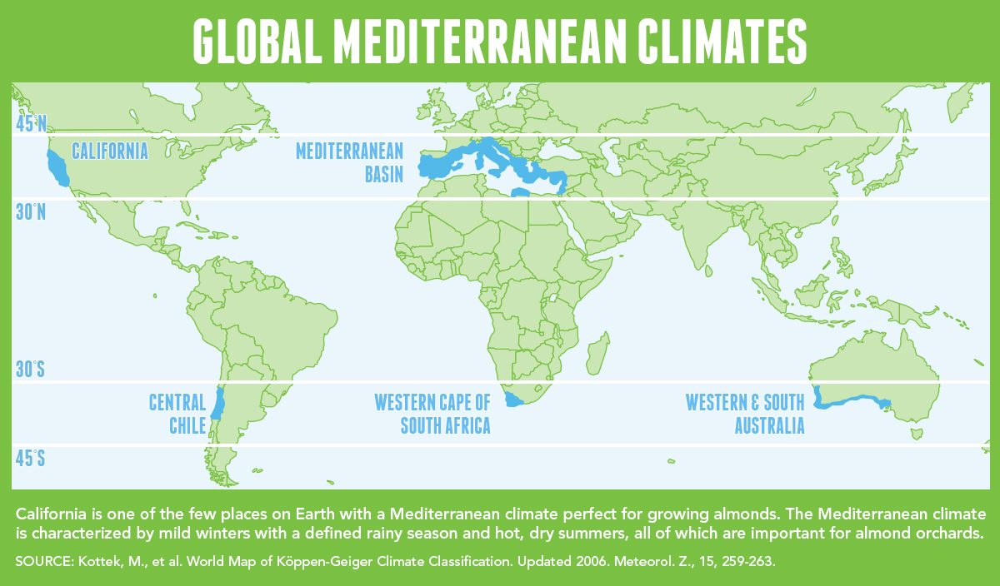 GLOBAL MEDITERRANEAN CLIMATES
45°N
CALIFORNIA
MEDITERRANEAN
BASIN
30°N
30°S
CENTRAL
CHILE
WESTERN CAPE OF
SOUTH AFRICA
WESTERN & SOUTH
AUSTRALIA
45°S
California is one of the few places on Earth with a Mediterranean climate perfect for growing almonds. The Mediterranean climate
is characterized by mild winters with a defined rainy season and hot, dry summers, all of which are important for almond orchards.
SOURCE: Kottek, M., et al. World Map of Köppen-Geiger Climate Classification. Updated 2006. Meteorol. Z., 15, 259-263.